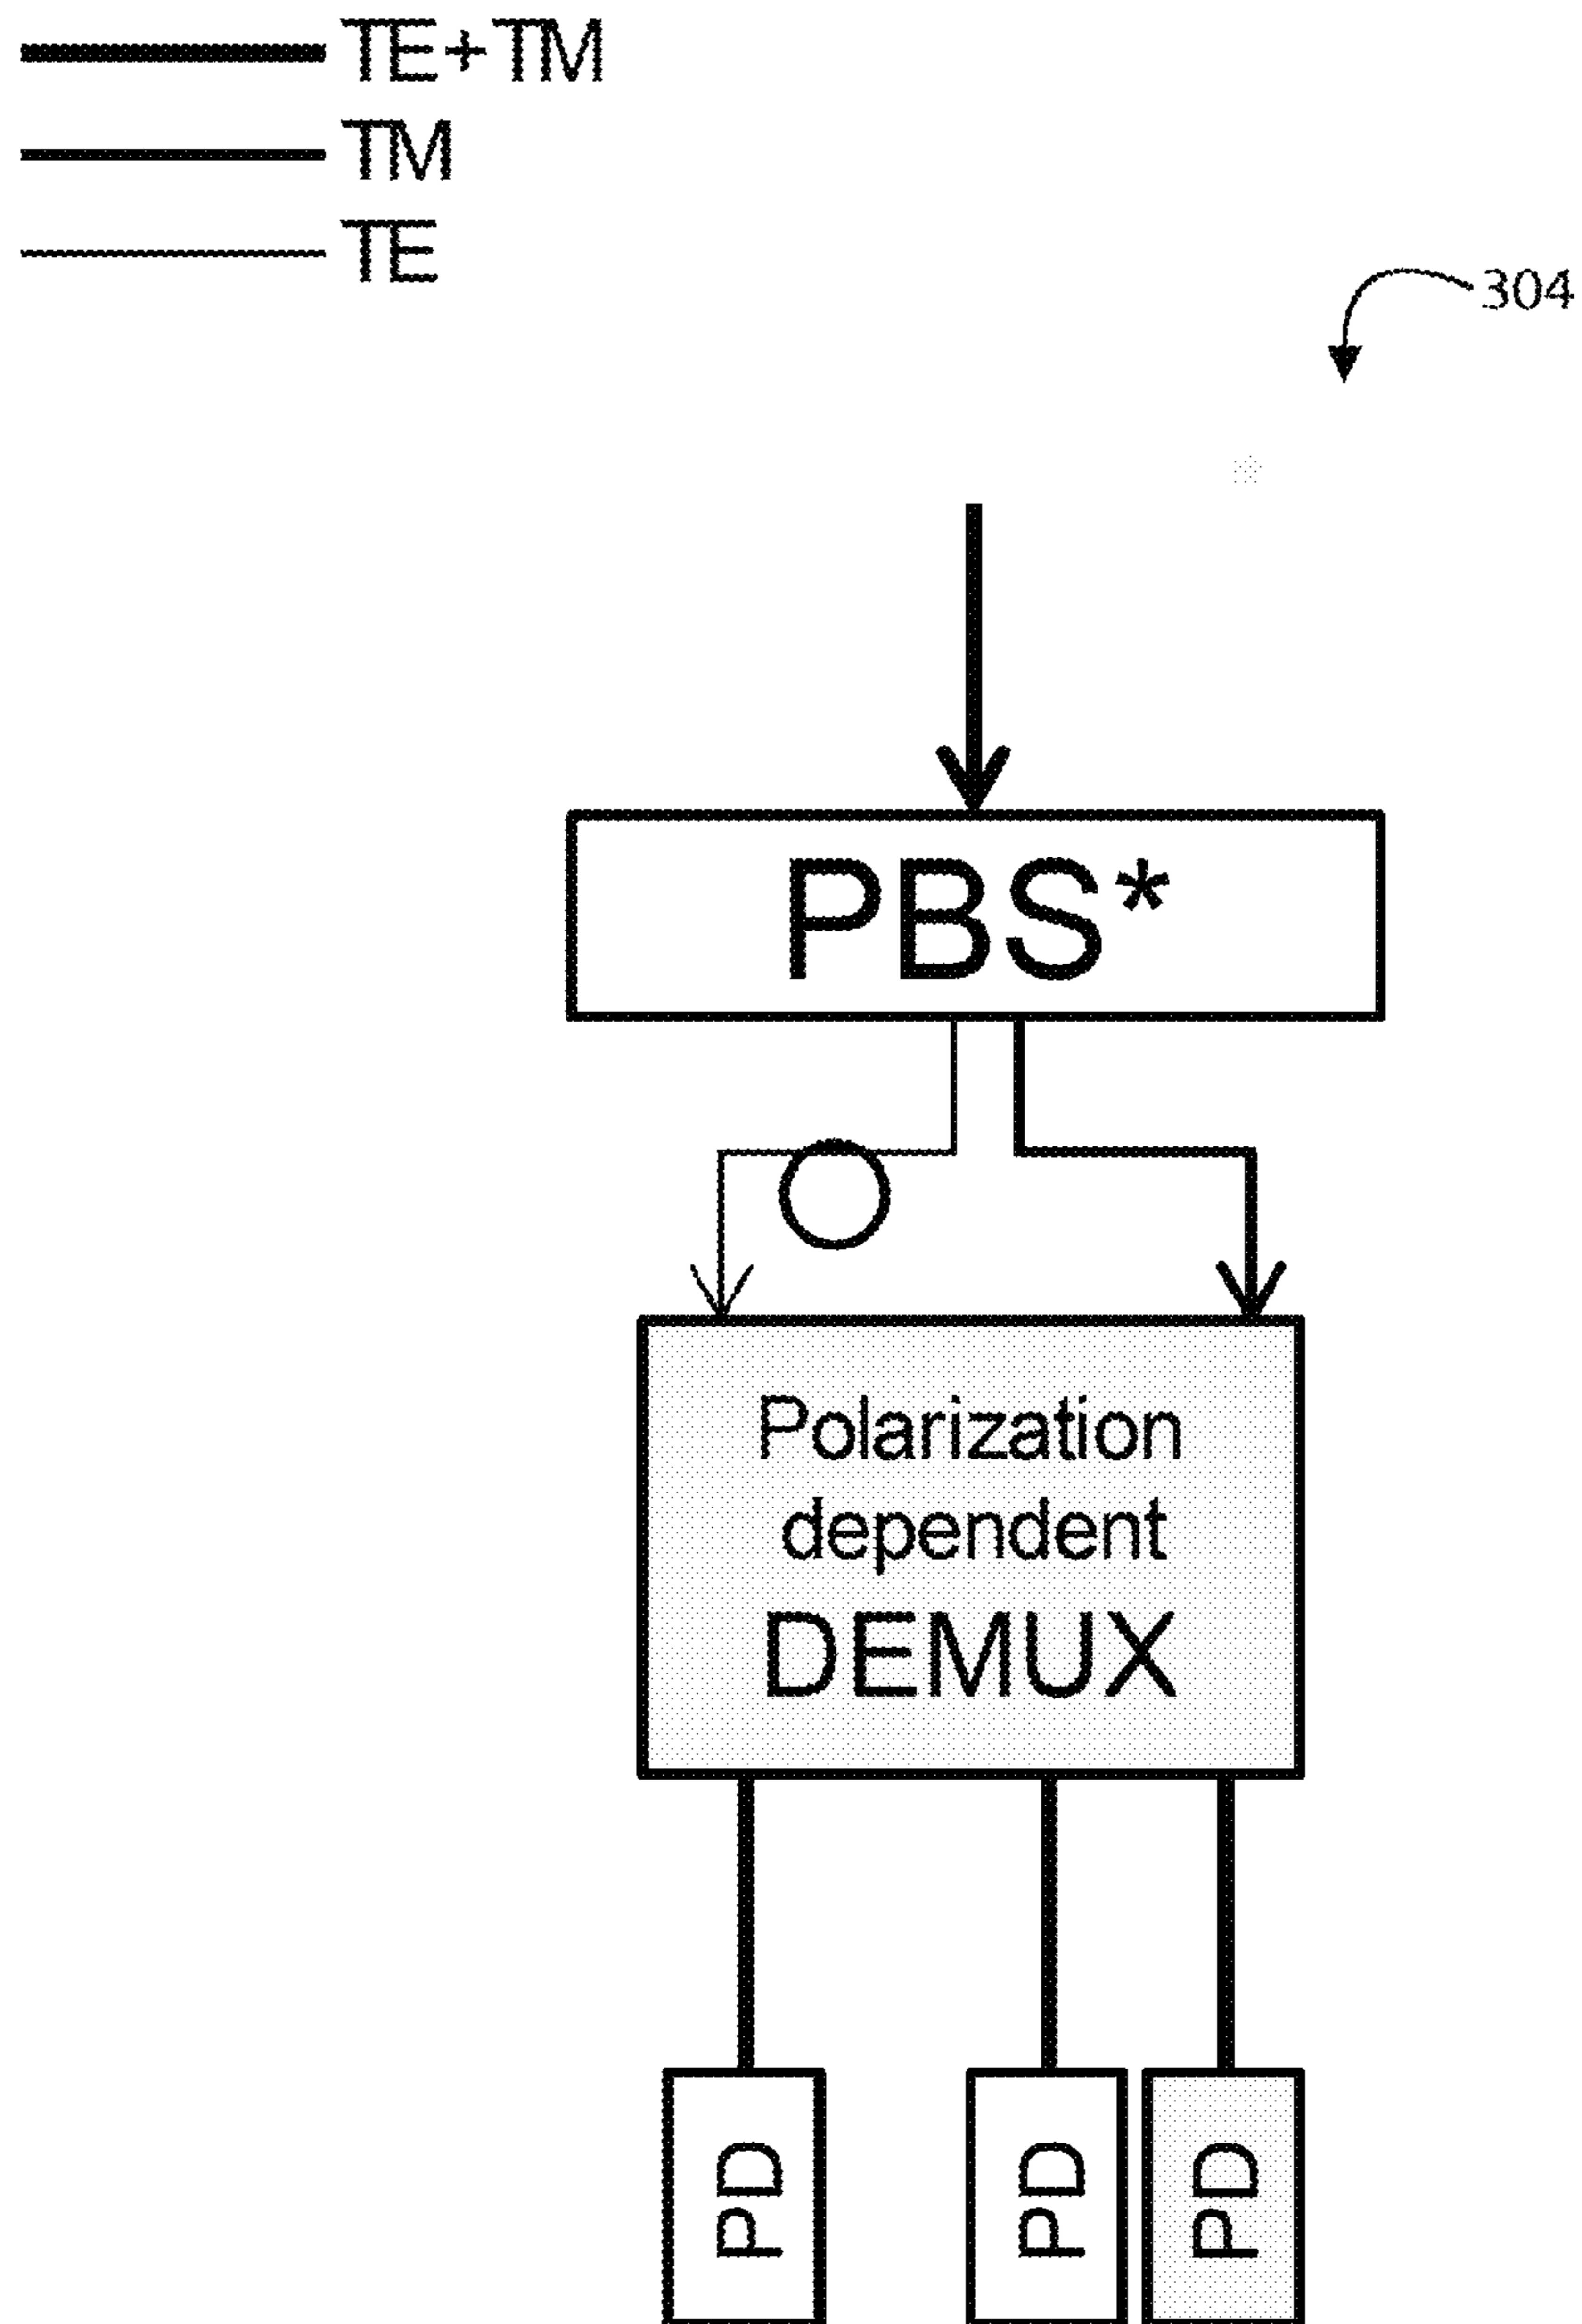 TE+TM
TM
TE
304
PBS*
Polarization
dependent
DEMUX
PD
PD
PD